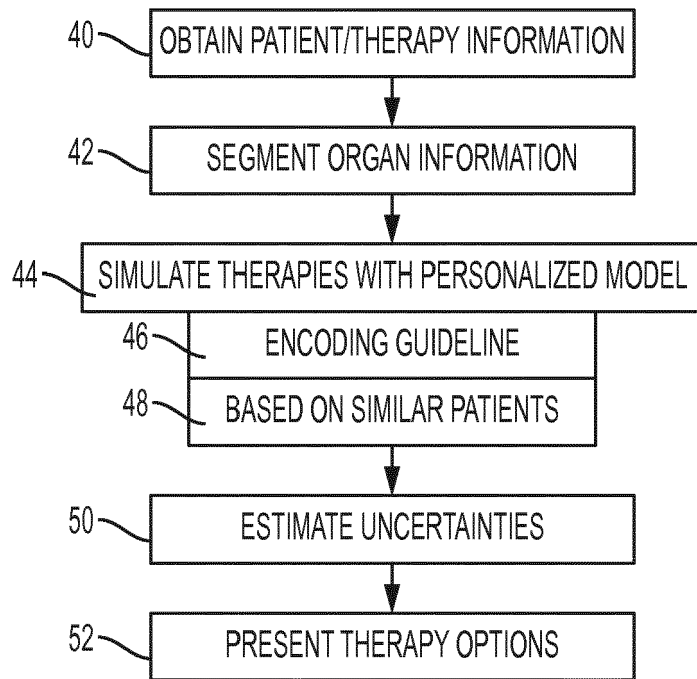 40 OBTAIN PATIENT/THERAPY INFORMATION
42 SEGMENT ORGAN INFORMATION
44 SIMULATE THERAPIES WITH PERSONALIZED MODEL
46 ENCODING GUIDELINE
48 BASED ON SIMILAR PATIENTS
50 ESTIMATE UNCERTAINTIES
52 PRESENT THERAPY OPTIONS